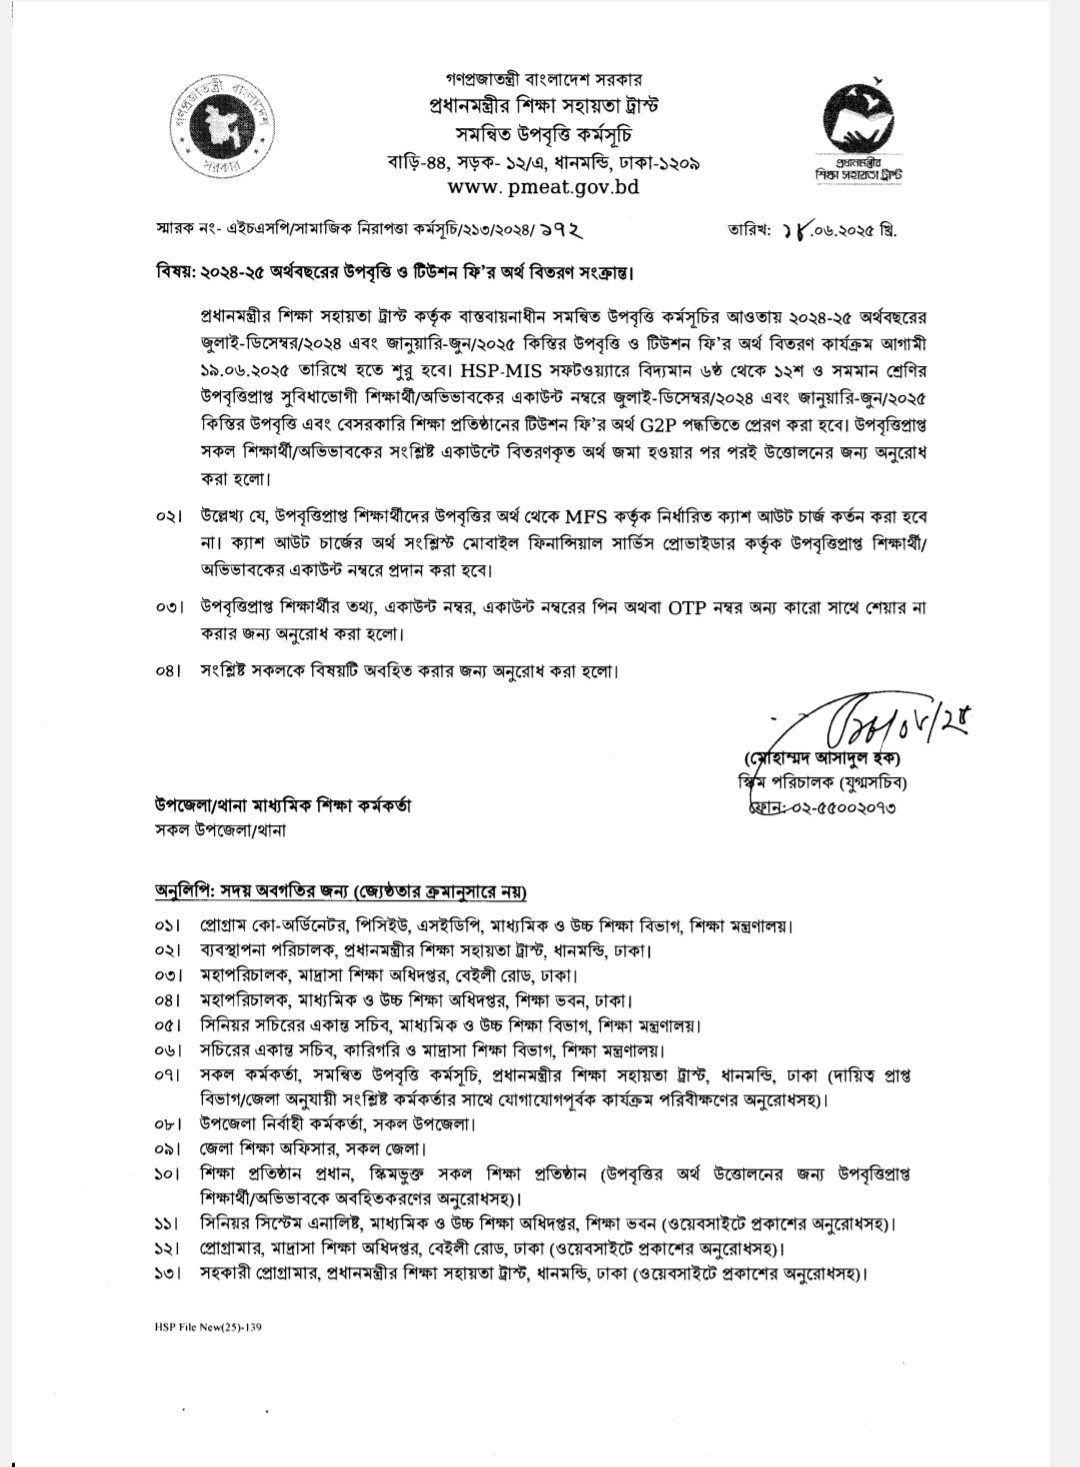 গণপ্রজাতন্ত্রী বাংলাদেশ সরকার
প্রধানমন্ত্রীর শিক্ষা সহায়তা ট্রাস্ট
সমন্বিত উপবৃত্তি কর্মসূচি
বাড়ি-৪৪, সড়ক- ১২/এ, ধানমন্ডি, ঢাকা-১২০৯
www. pmeat.gov.bd
গণপ্রজাতন্ত্রী বাংলাদেশ
সরকার
প্রধানমন্ত্রীর
শিক্ষা সহায়তা ট্রাস্ট
স্মারক নং- এইচএসপি/সামাজিক নিরাপত্তা কর্মসূচি/২১৩/২০২৪/ ১৭২
তারিখ: ১৮.০৬.২০২৫ খ্রি.
বিষয়: ২০২৪-২৫ অর্থবছরের উপবৃত্তি ও টিউশন ফি'র অর্থ বিতরণ সংক্রান্ত।
প্রধানমন্ত্রীর শিক্ষা সহায়তা ট্রাস্ট কর্তৃক বাস্তবায়নাধীন সমন্বিত উপবৃত্তি কর্মসূচির আওতায় ২০২৪-২৫ অর্থবছরের
জুলাই-ডিসেম্বর/২০২৪ এবং জানুয়ারি-জুন/২০২৫ কিস্তির উপবৃত্তি ও টিউশন ফি'র অর্থ বিতরণ কার্যক্রম আগামী
১৯.০৬.২০২৫ তারিখে হতে শুরু হবে। HSP-MIS সফটওয়্যারে বিদ্যমান ৬ষ্ঠ থেকে ১২শ ও সমমান শ্রেণির
উপবৃত্তিপ্রাপ্ত সুবিধাভোগী শিক্ষার্থী/অভিভাবকের একাউন্ট নম্বরে জুলাই-ডিসেম্বর/২০২৪ এবং জানুয়ারি-জুন/২০২৫
কিস্তির উপবৃত্তি এবং বেসরকারি শিক্ষা প্রতিষ্ঠানের টিউশন ফি'র অর্থ G2P পদ্ধতিতে প্রেরণ করা হবে। উপবৃত্তিপ্রাপ্ত
সকল শিক্ষার্থী/অভিভাবকের সংশ্লিষ্ট একাউন্টে বিতরণকৃত অর্থ জমা হওয়ার পর পরই উত্তোলনের জন্য অনুরোধ
করা হলো।
০২। উল্লেখ্য যে, উপবৃত্তিপ্রাপ্ত শিক্ষার্থীদের উপবৃত্তির অর্থ থেকে MFS কর্তৃক নির্ধারিত ক্যাশ আউট চার্জ কর্তন করা হবে
না। ক্যাশ আউট চার্জের অর্থ সংশ্লিস্ট মোবাইল ফিনান্সিয়াল সার্ভিস প্রোভাইডার কর্তৃক উপবৃত্তিপ্রাপ্ত শিক্ষার্থী/
অভিভাবকের একাউন্ট নম্বরে প্রদান করা হবে।
০৩। উপবৃত্তিপ্রাপ্ত শিক্ষার্থীর তথ্য, একাউন্ট নম্বর, একাউন্ট নম্বরের পিন অথবা OTP নম্বর অন্য কারো সাথে শেয়ার না
করার জন্য অনুরোধ করা হলো।
০৪। সংশ্লিষ্ট সকলকে বিষয়টি অবহিত করার জন্য অনুরোধ করা হলো।
(মোহাম্মদ আসাদুল হক)
স্কিম পরিচালক (যুগ্মসচিব)
ফোন: ০২-৫৫০০২০৭৩
উপজেলা/থানা মাধ্যমিক শিক্ষা কর্মকর্তা
সকল উপজেলা/থানা
অনুলিপি: সদয় অবগতির জন্য (জ্যেষ্ঠতার ক্রমানুসারে নয়)
০১। প্রোগ্রাম কো-অর্ডিনেটর, পিসিইউ, এসইডিপি, মাধ্যমিক ও উচ্চ শিক্ষা বিভাগ, শিক্ষা মন্ত্রণালয়।
০২। ব্যবস্থাপনা পরিচালক, প্রধানমন্ত্রীর শিক্ষা সহায়তা ট্রাস্ট, ধানমন্ডি, ঢাকা।
০৩। মহাপরিচালক, মাদ্রাসা শিক্ষা অধিদপ্তর, বেইলী রোড, ঢাকা।
০৪। মহাপরিচালক, মাধ্যমিক ও উচ্চ শিক্ষা অধিদপ্তর, শিক্ষা ভবন, ঢাকা।
০৫। সিনিয়র সচিরের একান্ত সচিব, মাধ্যমিক ও উচ্চ শিক্ষা বিভাগ, শিক্ষা মন্ত্রণালয়।
০৬। সচিরের একান্ত সচিব, কারিগরি ও মাদ্রাসা শিক্ষা বিভাগ, শিক্ষা মন্ত্রণালয়।
০৭। সকল কর্মকর্তা, সমন্বিত উপবৃত্তি কর্মসূচি, প্রধানমন্ত্রীর শিক্ষা সহায়তা ট্রাস্ট, ধানমন্ডি, ঢাকা (দায়িত্ব প্রাপ্ত
বিভাগ/জেলা অনুযায়ী সংশ্লিষ্ট কর্মকর্তার সাথে যোগাযোগপূর্বক কার্যক্রম পরিবীক্ষণের অনুরোধসহ)।
০৮। উপজেলা নির্বাহী কর্মকর্তা, সকল উপজেলা।
০৯। জেলা শিক্ষা অফিসার, সকল জেলা।
১০। শিক্ষা প্রতিষ্ঠান প্রধান, স্কিমভুক্ত সকল শিক্ষা প্রতিষ্ঠান (উপবৃত্তির অর্থ উত্তোলনের জন্য উপবৃত্তিপ্রাপ্ত
শিক্ষার্থী/অভিভাবকে অবহিতকরণের অনুরোধসহ)।
১১। সিনিয়র সিস্টেম এনালিষ্ট, মাধ্যমিক ও উচ্চ শিক্ষা অধিদপ্তর, শিক্ষা ভবন (ওয়েবসাইটে প্রকাশের অনুরোধসহ)।
১২। প্রোগ্রামার, মাদ্রাসা শিক্ষা অধিদপ্তর, বেইলী রোড, ঢাকা (ওয়েবসাইটে প্রকাশের অনুরোধসহ)।
১৩। সহকারী প্রোগ্রামার, প্রধানমন্ত্রীর শিক্ষা সহায়তা ট্রাস্ট, ধানমন্ডি, ঢাকা (ওয়েবসাইটে প্রকাশের অনুরোধসহ)।
HSP File New(25)-139